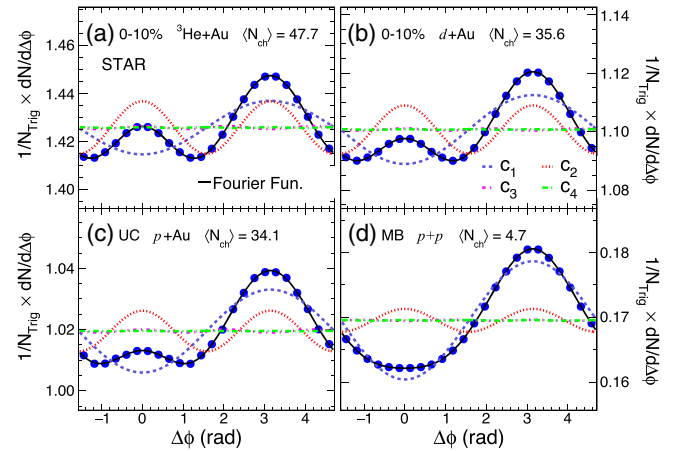 (a) 0-10% ³He+Au ⟨N_ch⟩ = 47.7
STAR
1.46
1.44
1.42
1.40
1/N_Trig × dN/dΔϕ
Fourier Fun.
(b) 0-10% d+Au ⟨N_ch⟩ = 35.6
1.14
1.12
1.10
1.09
1/N_Trig × dN/dΔϕ
C₁ C₂
C₃ C₄
(c) UC p+Au ⟨N_ch⟩ = 34.1
1.04
1.02
1.00
1/N_Trig × dN/dΔϕ
−1 0 1 2 3 4
Δϕ (rad)
(d) MB p+p ⟨N_ch⟩ = 4.7
0.18
0.17
0.16
1/N_Trig × dN/dΔϕ
−1 0 1 2 3 4
Δϕ (rad)